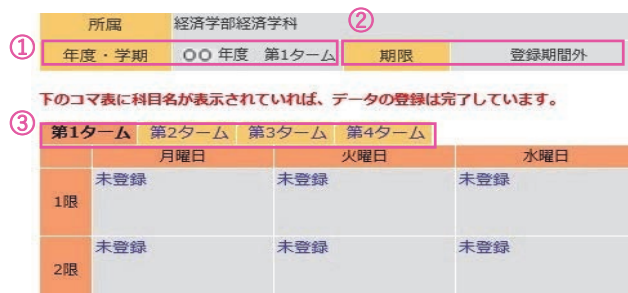 所属 経済学部経済学科 ②
① 年度・学期 ○○ 年度 第1ターム 期限 登録期間外
下のコマ表に科目名が表示されていれば、データの登録は完了しています。
③ 第1ターム 第2ターム 第3ターム 第4ターム
月曜日 火曜日 水曜日
1限 未登録 未登録 未登録
2限 未登録 未登録 未登録